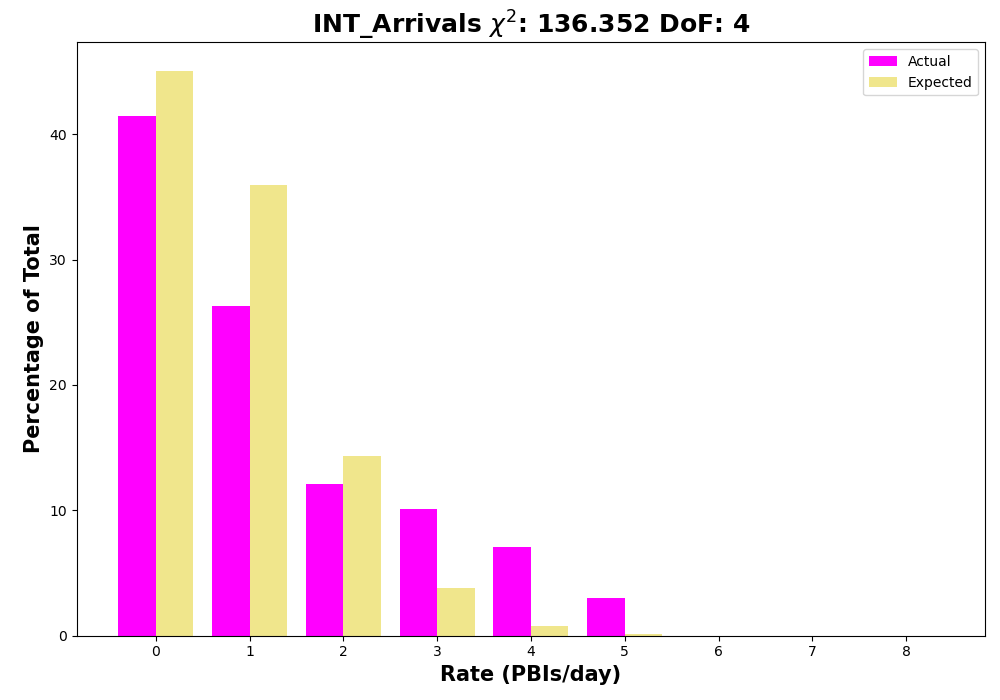 INT_Arrivals χ²: 136.352 DoF: 4
Actual
Expected
Percentage of Total
40
30
20
10
0
0 1 2 3 4 5 6 7 8
Rate (PBIs/day)